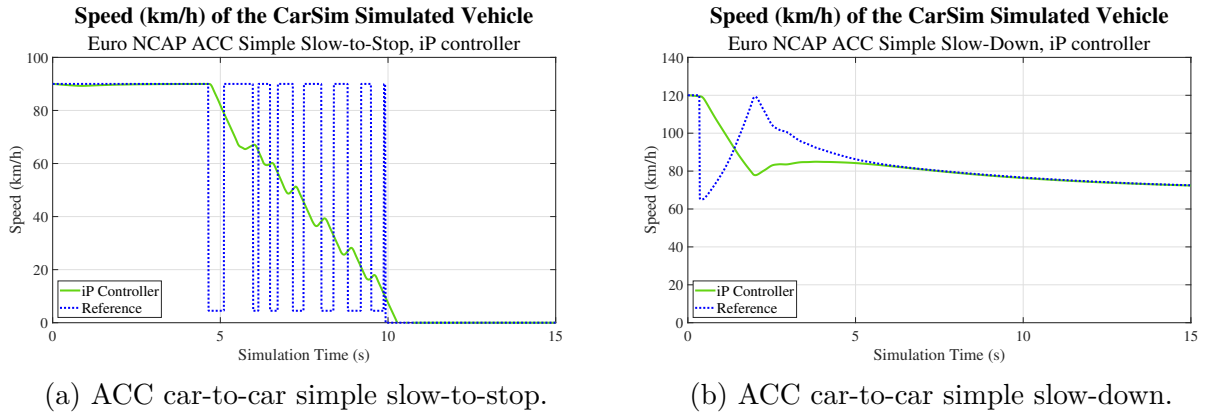 Speed (km/h) of the CarSim Simulated Vehicle
Euro NCAP ACC Simple Slow-to-Stop, iP controller
100
80
60
40
20
0
Speed (km/h)
iP Controller
Reference
0
5
10
15
Simulation Time (s)
(a) ACC car-to-car simple slow-to-stop.
Speed (km/h) of the CarSim Simulated Vehicle
Euro NCAP ACC Simple Slow-Down, iP controller
140
120
100
80
60
40
20
0
Speed (km/h)
iP Controller
Reference
0
5
10
15
Simulation Time (s)
(b) ACC car-to-car simple slow-down.